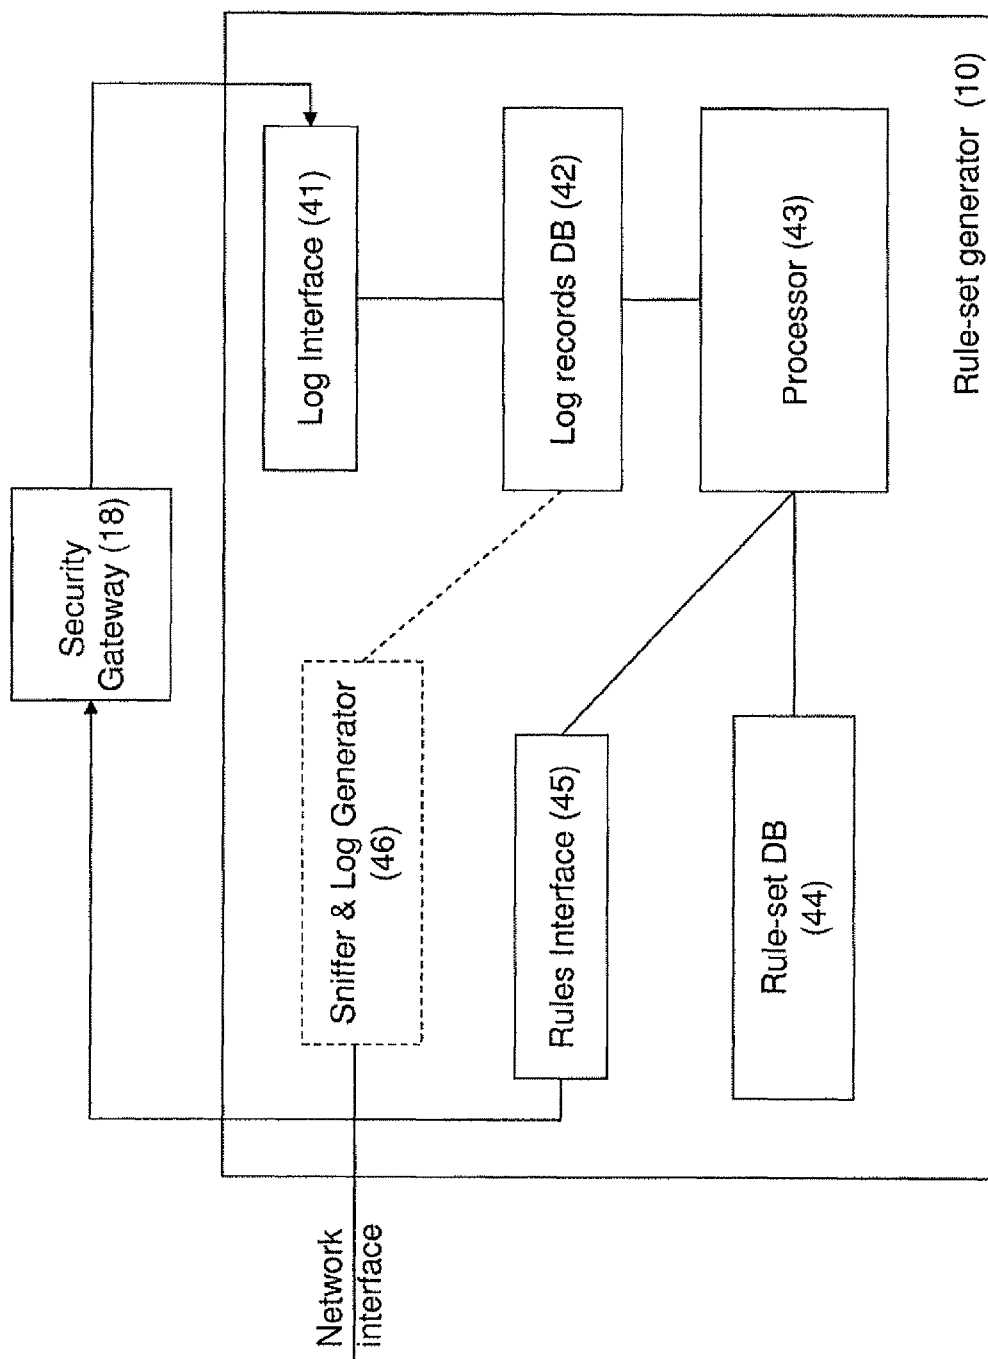 Security
Gateway (18)
Network
interface
Sniffer & Log Generator
(46)
Log Interface (41)
Rules Interface (45)
Log records DB (42)
Rule-set DB
(44)
Processor (43)
Rule-set generator (10)